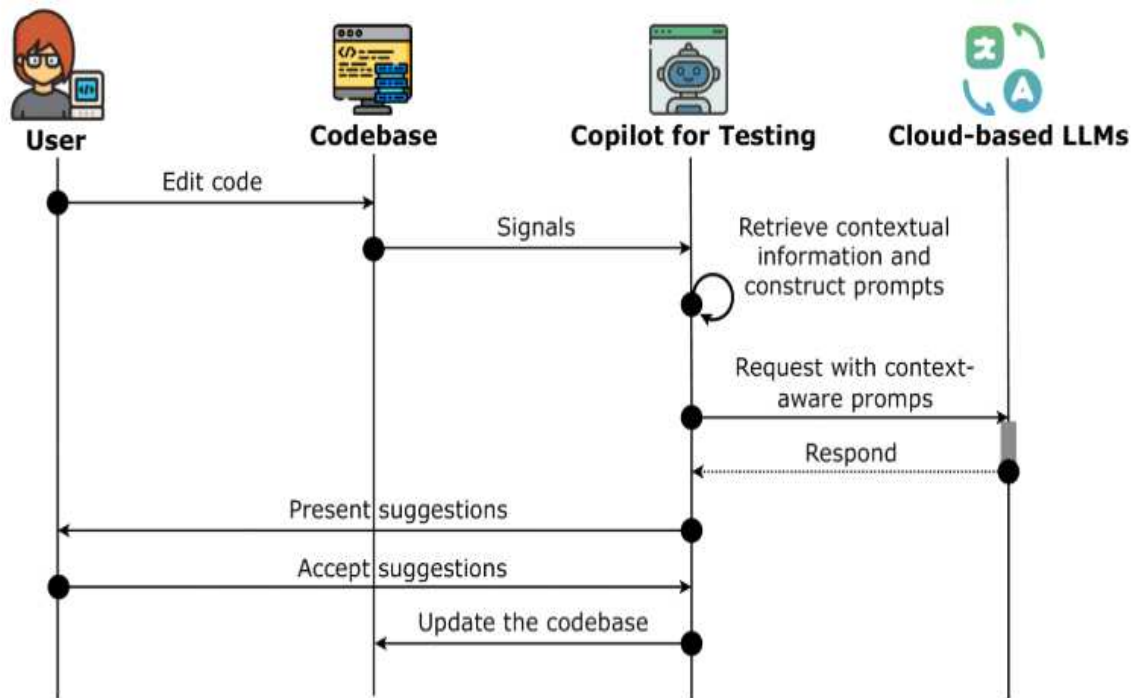 User
Codebase
Copilot for Testing
Cloud-based LLMs
Edit code
Signals
Retrieve contextual
information and
construct prompts
Request with context-
aware promps
Respond
Present suggestions
Accept suggestions
Update the codebase